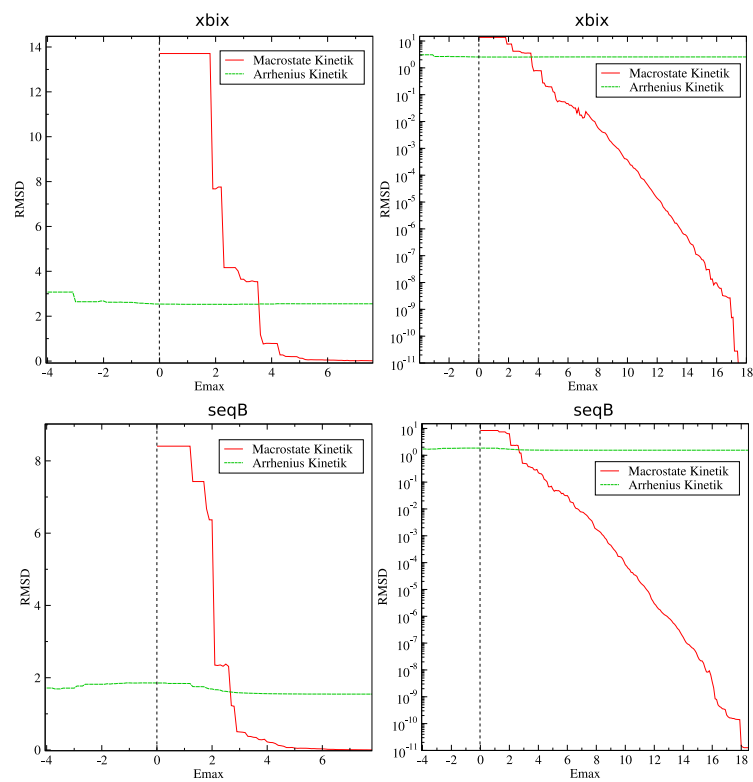 xbix
14
12
10
8
6
4
2
0
RMSD
Macrostate Kinetik
Arrhenius Kinetik
-4 -2 0 2 4 6
Emax
xbix
10^1
10^0
10^-1
10^-2
10^-3
10^-4
10^-5
10^-6
10^-7
10^-8
10^-9
10^-10
10^-11
RMSD
Macrostate Kinetik
Arrhenius Kinetik
-2 0 2 4 6 8 10 12 14 16 18
Emax
seqB
8
6
4
2
0
RMSD
Macrostate Kinetik
Arrhenius Kinetik
-4 -2 0 2 4 6
Emax
seqB
10^1
10^0
10^-1
10^-2
10^-3
10^-4
10^-5
10^-6
10^-7
10^-8
10^-9
10^-10
10^-11
RMSD
Macrostate Kinetik
Arrhenius Kinetik
-4 -2 0 2 4 6 8 10 12 14 16 18
Emax